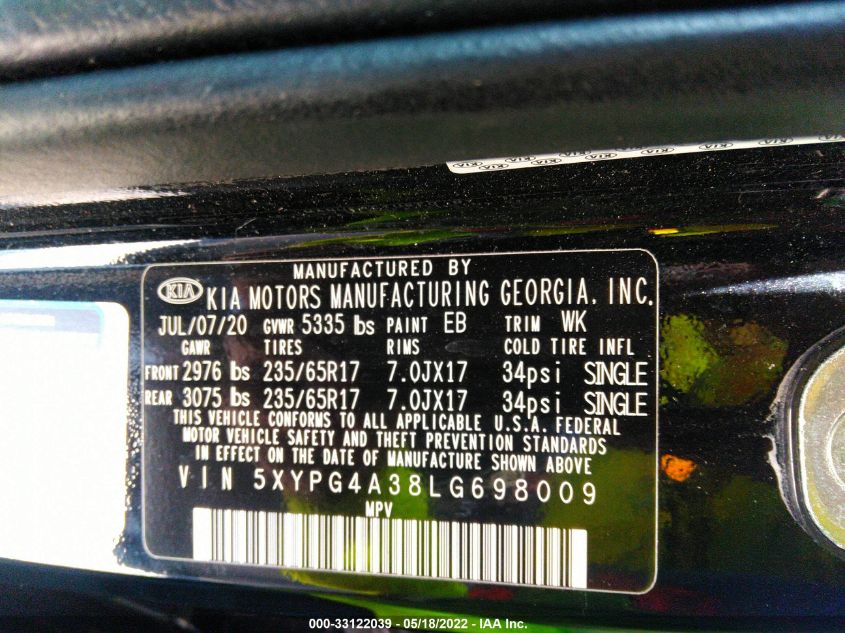 MANUFACTURED BY
KIA KIA MOTORS MANUFACTURING GEORGIA, INC.
JUL/07/20 GVWR 5335 lbs PAINT EB TRIM WK
GAWR TIRES RIMS COLD TIRE INFL
FRONT 2976 lbs 235/65R17 7.0JX17 34psi SINGLE
REAR 3075 lbs 235/65R17 7.0JX17 34psi SINGLE
THIS VEHICLE CONFORMS TO ALL APPLICABLE U.S.A. FEDERAL
MOTOR VEHICLE SAFETY AND THEFT PREVENTION STANDARDS
IN EFFECT ON THE DATE OF MANUFACTURE SHOWN ABOVE
VIN 5XYPG4A38LG698009
MPV
000-33122039 - 05/18/2022 - IAA Inc.